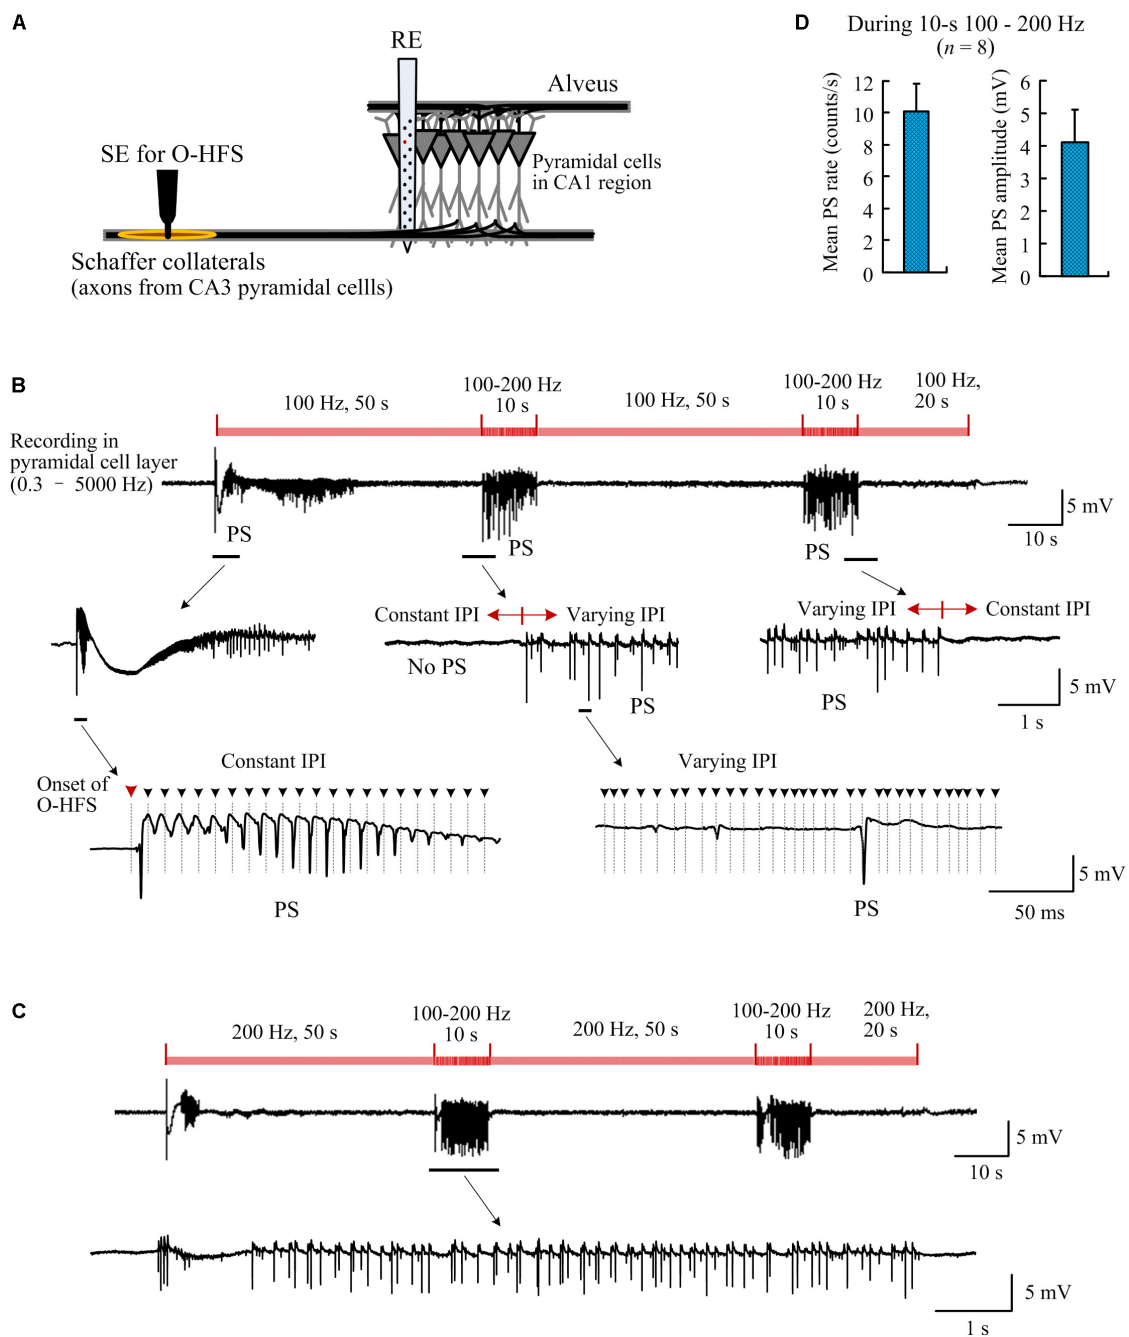 A
RE
Alveus
SE for O-HFS
Pyramidal cells
in CA1 region
Schaffer collaterals
(axons from CA3 pyramidal cellls)
D
During 10-s 100 - 200 Hz
(n = 8)
Mean PS rate (counts/s)
12
10
8
6
4
2
0
Mean PS amplitude (mV)
6
5
4
3
2
1
0
B
100 Hz, 50 s
100-200 Hz
10 s
100 Hz, 50 s
100-200 Hz
10 s
100 Hz,
20 s
Recording in
pyramidal cell layer
(0.3 – 5000 Hz)
PS
PS
PS
5 mV
10 s
Constant IPI
Varying IPI
No PS
PS
Varying IPI
Constant IPI
PS
5 mV
1 s
Onset of
O-HFS
Constant IPI
PS
Varying IPI
PS
5 mV
50 ms
C
200 Hz, 50 s
100-200 Hz
10 s
200 Hz, 50 s
100-200 Hz
10 s
200 Hz,
20 s
5 mV
10 s
5 mV
1 s